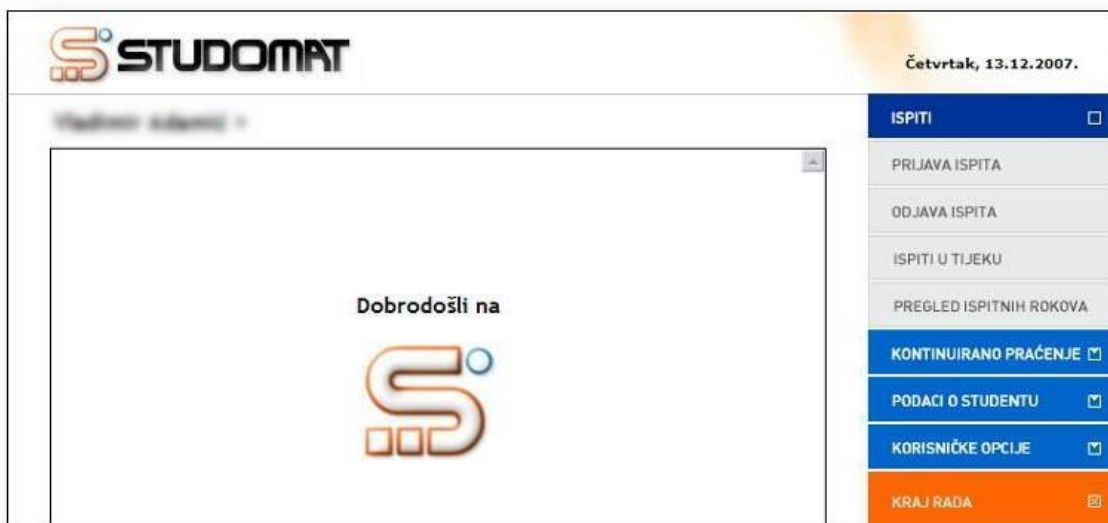 STUDOMAT
Četvrtak, 13.12.2007.
Dobrodošli na
ISPITI
PRIJAVA ISPITA
ODJAVA ISPITA
ISPITI U TIJEKU
PREGLED ISPITNIH ROKOVA
KONTINUIRANO PRAĆENJE
PODACI O STUDENTU
KORISNIČKE OPCIJE
KRAJ RADA